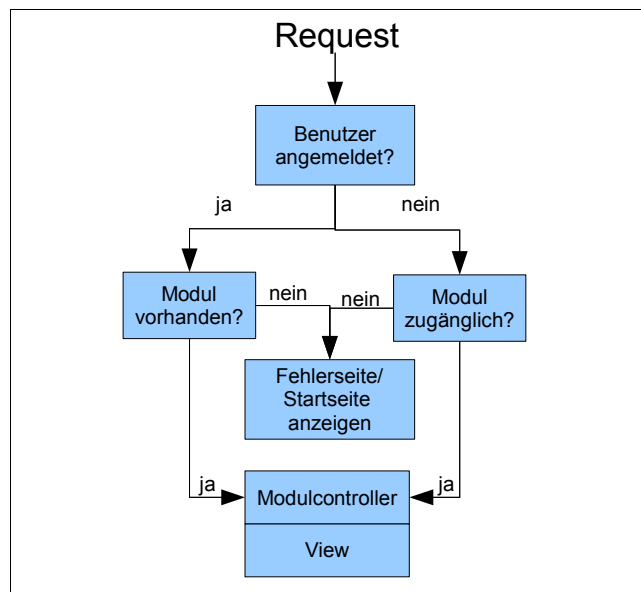 Request
Benutzer
angemeldet?
ja
nein
Modul
vorhanden?
nein
nein
Modul
zugänglich?
Fehlerseite/
Startseite
anzeigen
ja
Modulcontroller
ja
View